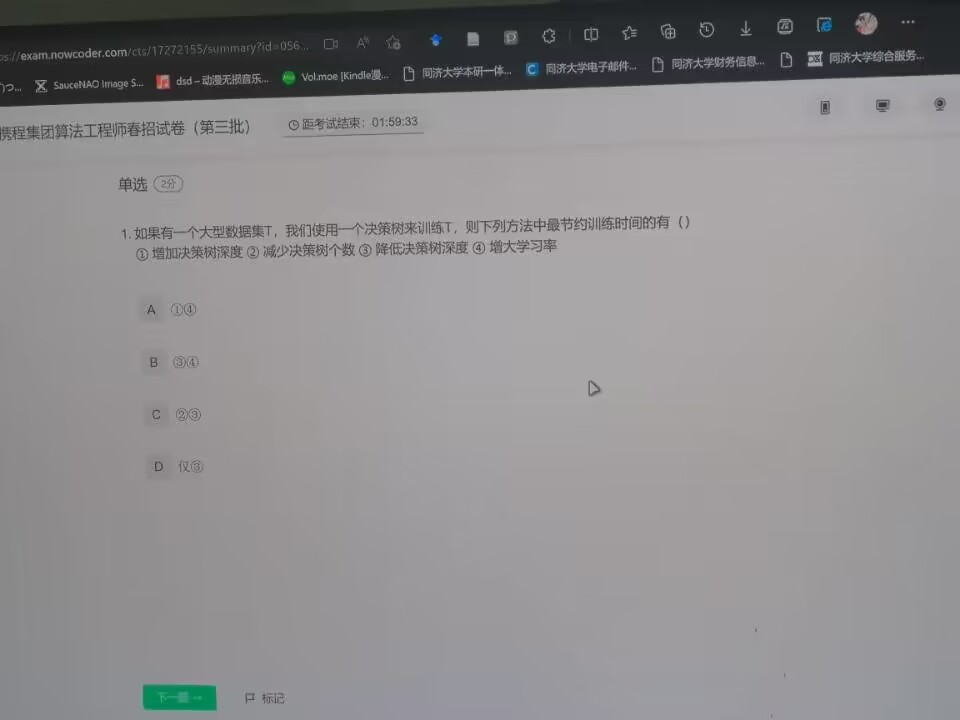 ps://exam.nowcoder.com/cts/17272155/summary?id=056...
SauceNAO Image S... dsd – 动漫无损音乐... Vol.moe [Kindle漫... 同济大学本研一体... 同济大学电子邮件... 同济大学财务信息... 同济大学综合服务...
携程集团算法工程师春招试卷（第三批） 距考试结束：01:59:33
单选 2分
1. 如果有一个大型数据集T，我们使用一个决策树来训练T，则下列方法中最节约训练时间的有（）
① 增加决策树深度 ② 减少决策树个数 ③ 降低决策树深度 ④ 增大学习率
A ①④
B ③④
C ②③
D 仅③
下一题 → 标记